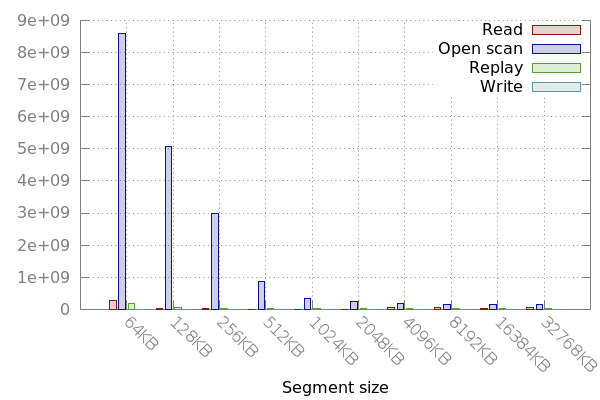 9e+09
8e+09
7e+09
6e+09
5e+09
4e+09
3e+09
2e+09
1e+09
0
Read
Open scan
Replay
Write
64KB
128KB
256KB
512KB
1024KB
2048KB
4096KB
8192KB
16384KB
32768KB
Segment size